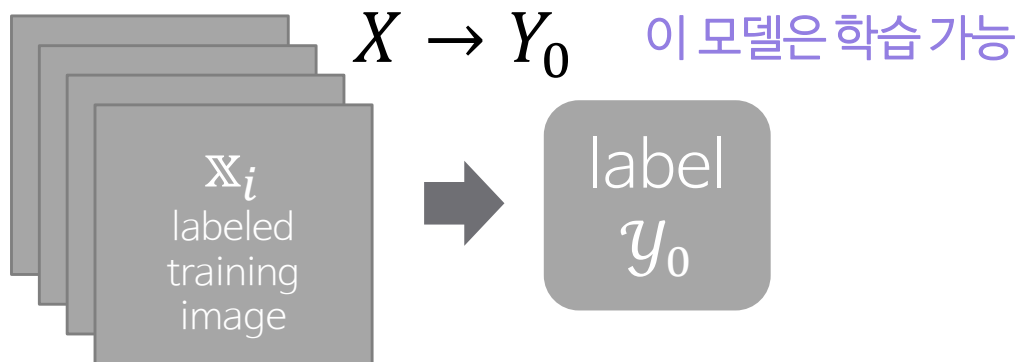 X → Y₀
이 모델은 학습 가능
𝕩ᵢ
labeled
training
image
label
𝒴₀